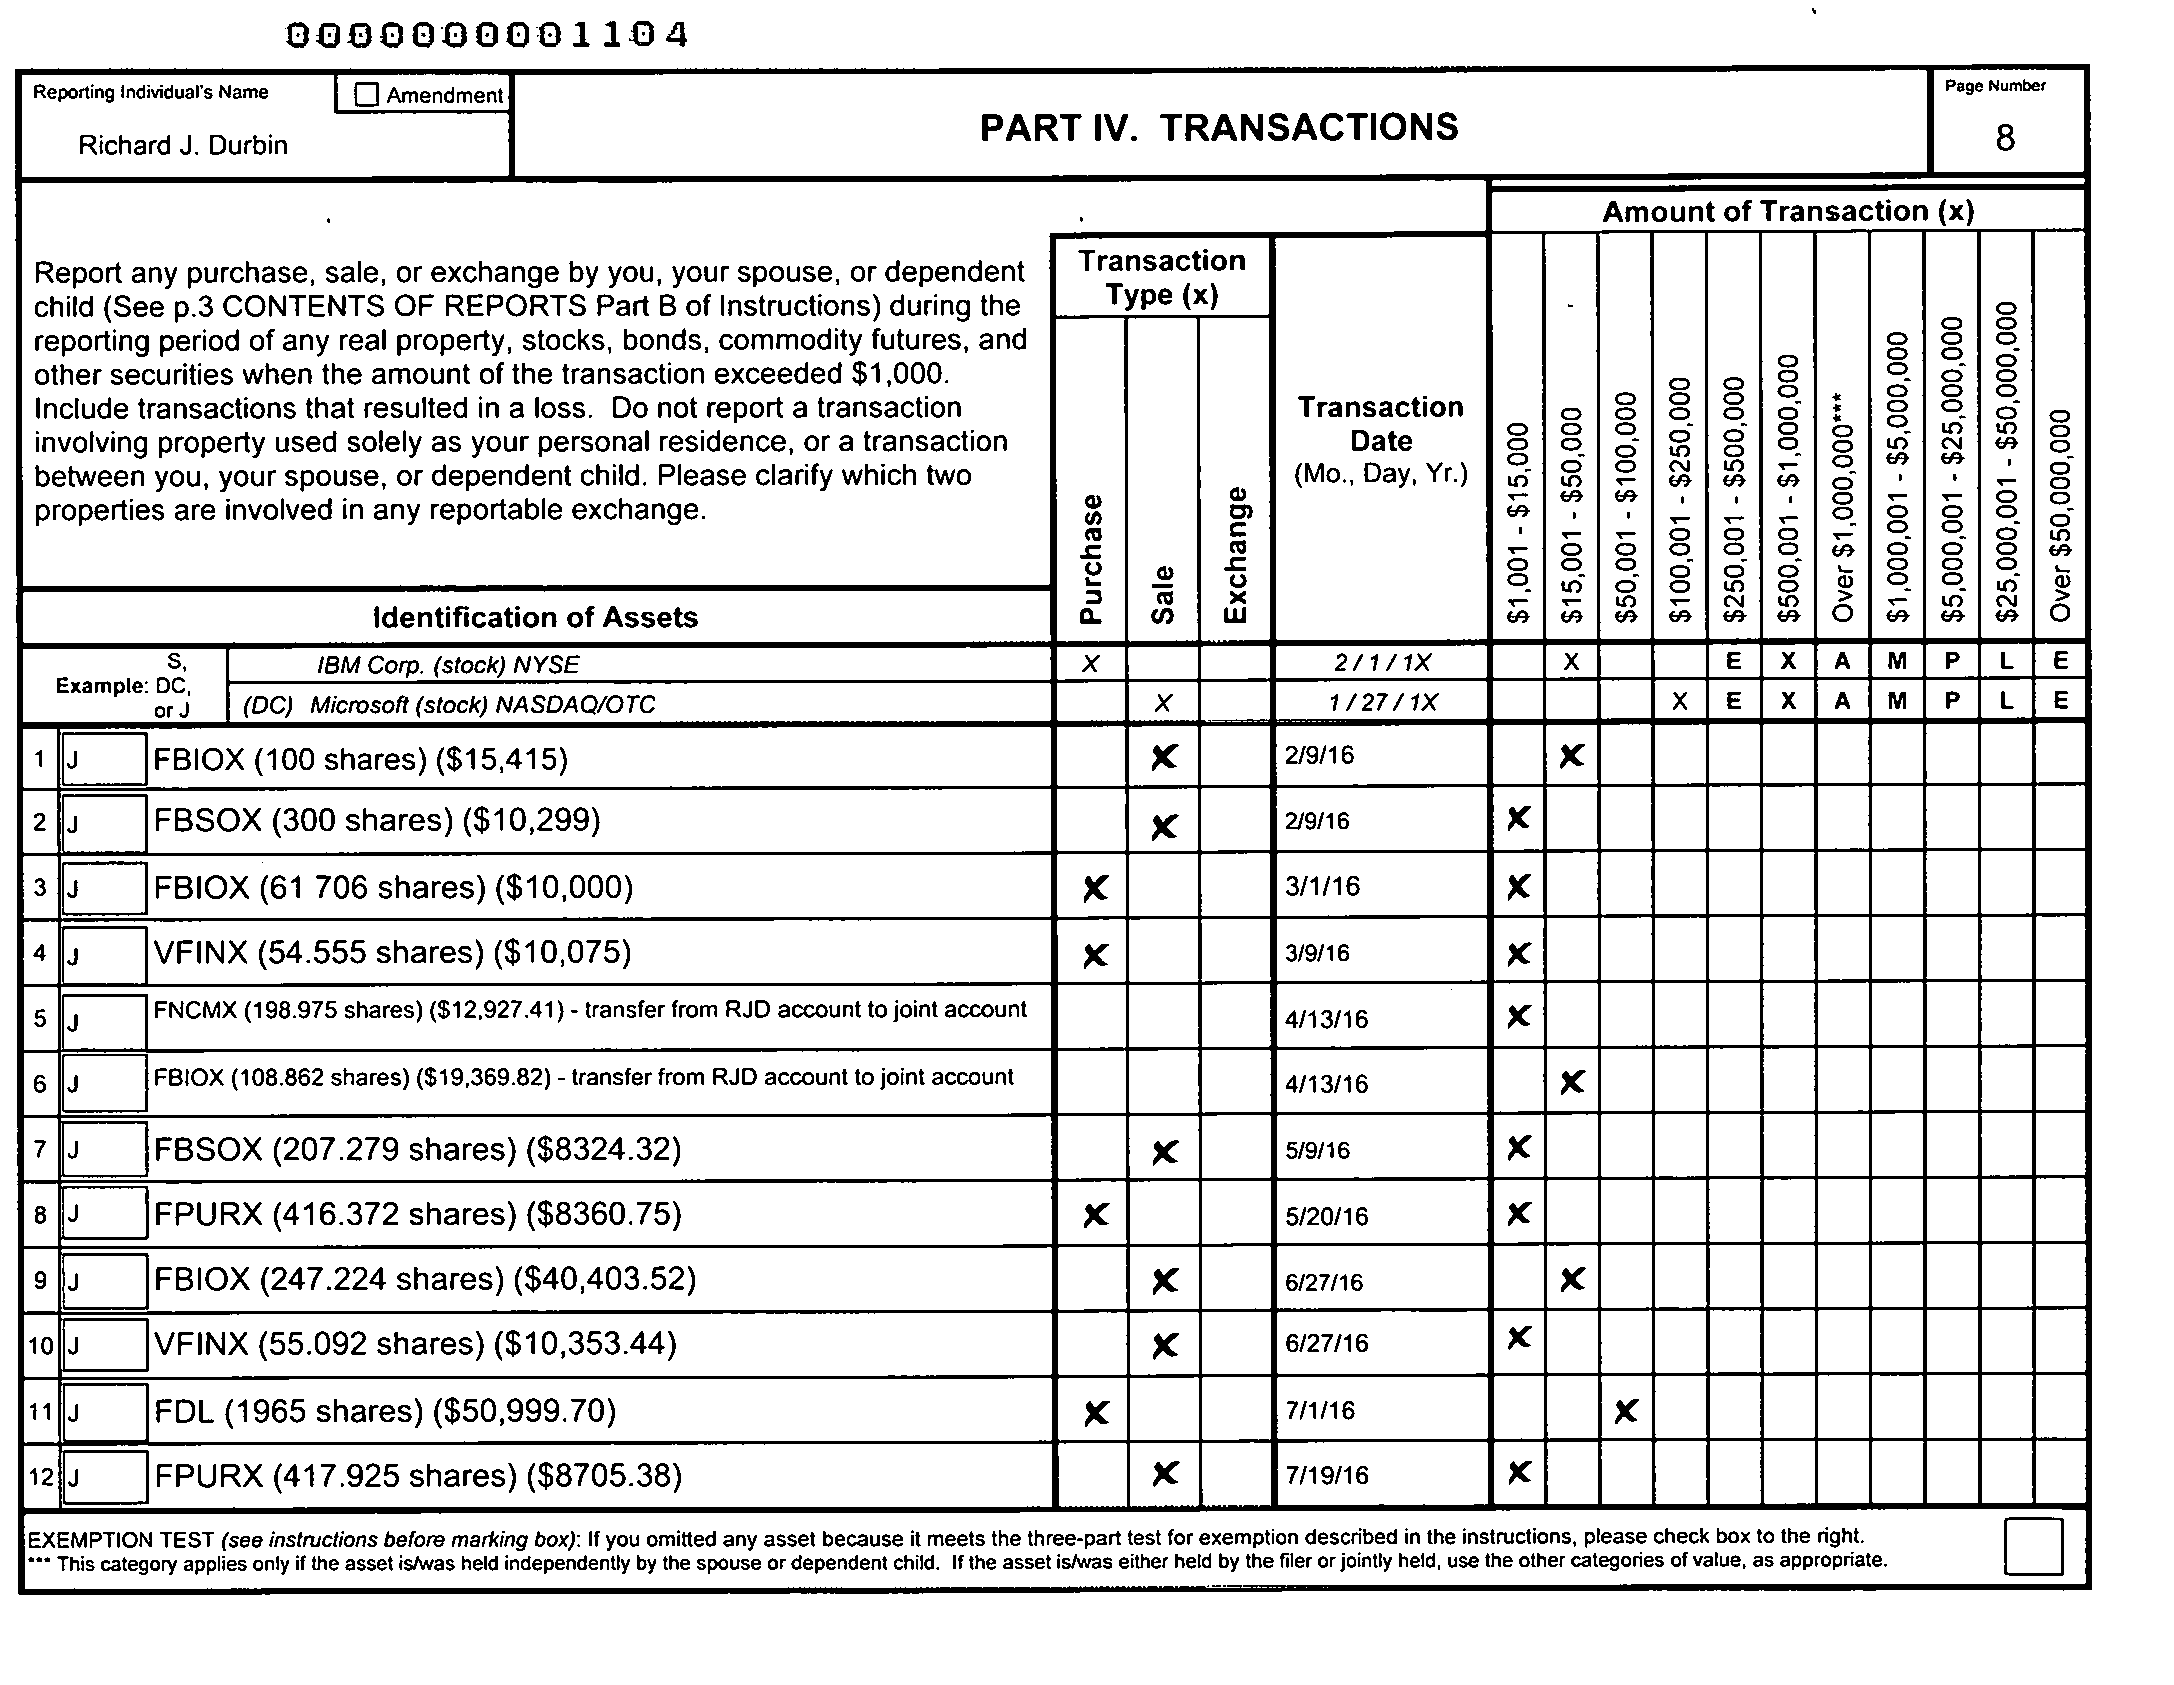 0000000001104
Reporting Individual's Name
☐ Amendment
Richard J. Durbin
PART IV. TRANSACTIONS
Page Number
8
Amount of Transaction (x)
Report any purchase, sale, or exchange by you, your spouse, or dependent
child (See p.3 CONTENTS OF REPORTS Part B of Instructions) during the
reporting period of any real property, stocks, bonds, commodity futures, and
other securities when the amount of the transaction exceeded $1,000.
Include transactions that resulted in a loss. Do not report a transaction
involving property used solely as your personal residence, or a transaction
between you, your spouse, or dependent child. Please clarify which two
properties are involved in any reportable exchange.
Identification of Assets
Transaction
Type (x)
Purchase
Sale
Exchange
Transaction
Date
(Mo., Day, Yr.)
$1,001 - $15,000
$15,001 - $50,000
$50,001 - $100,000
$100,001 - $250,000
$250,001 - $500,000
$500,001 - $1,000,000
Over $1,000,000***
$1,000,001 - $5,000,000
$5,000,001 - $25,000,000
$25,000,001 - $50,000,000
Over $50,000,000
Example: S, DC, or J
IBM Corp. (stock) NYSE X 2 / 1 / 1X X E X A M P L E
(DC) Microsoft (stock) NASDAQ/OTC X 1 / 27 / 1X X E X A M P L E
1 J FBIOX (100 shares) ($15,415) X 2/9/16 X
2 J FBSOX (300 shares) ($10,299) X 2/9/16 X
3 J FBIOX (61 706 shares) ($10,000) X 3/1/16 X
4 J VFINX (54.555 shares) ($10,075) X 3/9/16 X
5 J FNCMX (198.975 shares) ($12,927.41) - transfer from RJD account to joint account 4/13/16 X
6 J FBIOX (108.862 shares) ($19,369.82) - transfer from RJD account to joint account 4/13/16 X
7 J FBSOX (207.279 shares) ($8324.32) X 5/9/16 X
8 J FPURX (416.372 shares) ($8360.75) X 5/20/16 X
9 J FBIOX (247.224 shares) ($40,403.52) X 6/27/16 X
10 J VFINX (55.092 shares) ($10,353.44) X 6/27/16 X
11 J FDL (1965 shares) ($50,999.70) X 7/1/16 X
12 J FPURX (417.925 shares) ($8705.38) X 7/19/16 X
EXEMPTION TEST (see instructions before marking box): If you omitted any asset because it meets the three-part test for exemption described in the instructions, please check box to the right.
*** This category applies only if the asset is/was held independently by the spouse or dependent child. If the asset is/was either held by the filer or jointly held, use the other categories of value, as appropriate.